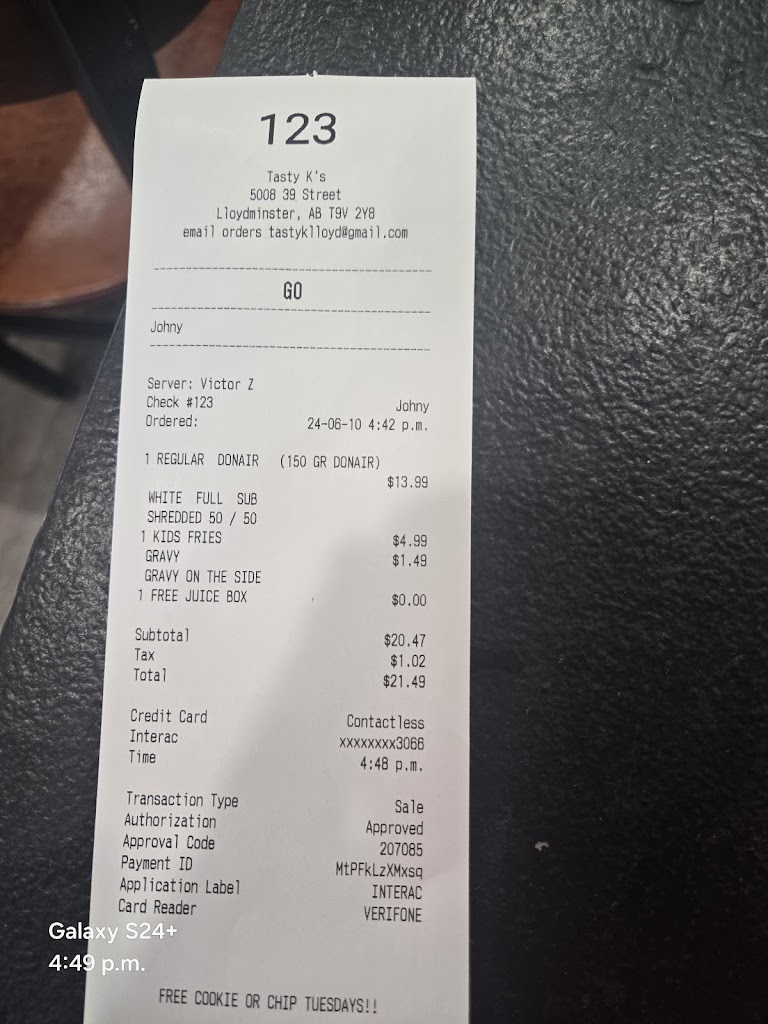 123
Tasty K's
5008 39 Street
Lloydminster, AB T9V 2Y8
email orders tastyklloyd@gmail.com
GO
Johny
Server: Victor Z
Check #123 Johny
Ordered: 24-06-10 4:42 p.m.
1 REGULAR DONAIR (150 GR DONAIR)
$13.99
WHITE FULL SUB
SHREDDED 50 / 50
1 KIDS FRIES $4.99
GRAVY $1.49
GRAVY ON THE SIDE
1 FREE JUICE BOX $0.00
Subtotal $20.47
Tax $1.02
Total $21.49
Credit Card Contactless
Interac xxxxxxxx3066
Time 4:48 p.m.
Transaction Type Sale
Authorization Approved
Approval Code 207085
Payment ID MtPFkLzXMxsq
Application Label INTERAC
Card Reader VERIFONE
Galaxy S24+
4:49 p.m.
FREE COOKIE OR CHIP TUESDAYS!!